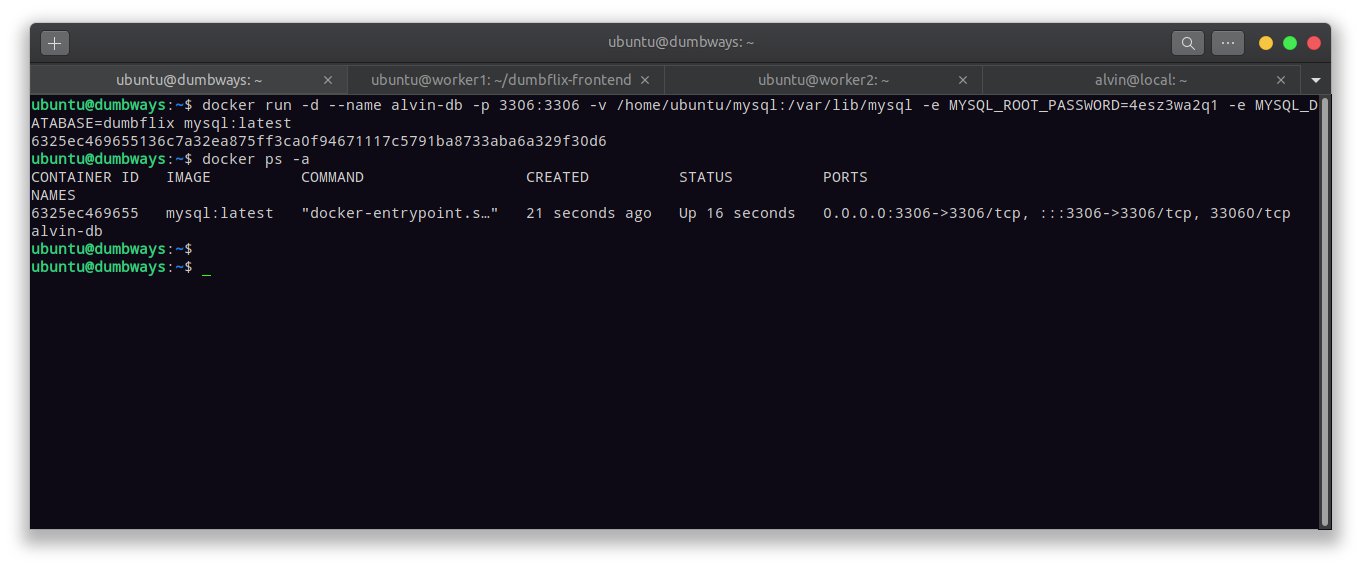 ubuntu@dumbways: ~
ubuntu@dumbways: ~
ubuntu@worker1: ~/dumbflix-frontend
ubuntu@worker2: ~
alvin@local: ~
ubuntu@dumbways:~$ docker run -d --name alvin-db -p 3306:3306 -v /home/ubuntu/mysql:/var/lib/mysql -e MYSQL_ROOT_PASSWORD=4esz3wa2q1 -e MYSQL_D
ATABASE=dumbflix mysql:latest
6325ec469655136c7a32ea875ff3ca0f94671117c5791ba8733aba6a329f30d6
ubuntu@dumbways:~$ docker ps -a
CONTAINER ID   IMAGE          COMMAND                  CREATED          STATUS          PORTS
NAMES
6325ec469655   mysql:latest   "docker-entrypoint.s…"   21 seconds ago   Up 16 seconds   0.0.0.0:3306->3306/tcp, :::3306->3306/tcp, 33060/tcp
alvin-db
ubuntu@dumbways:~$
ubuntu@dumbways:~$ _